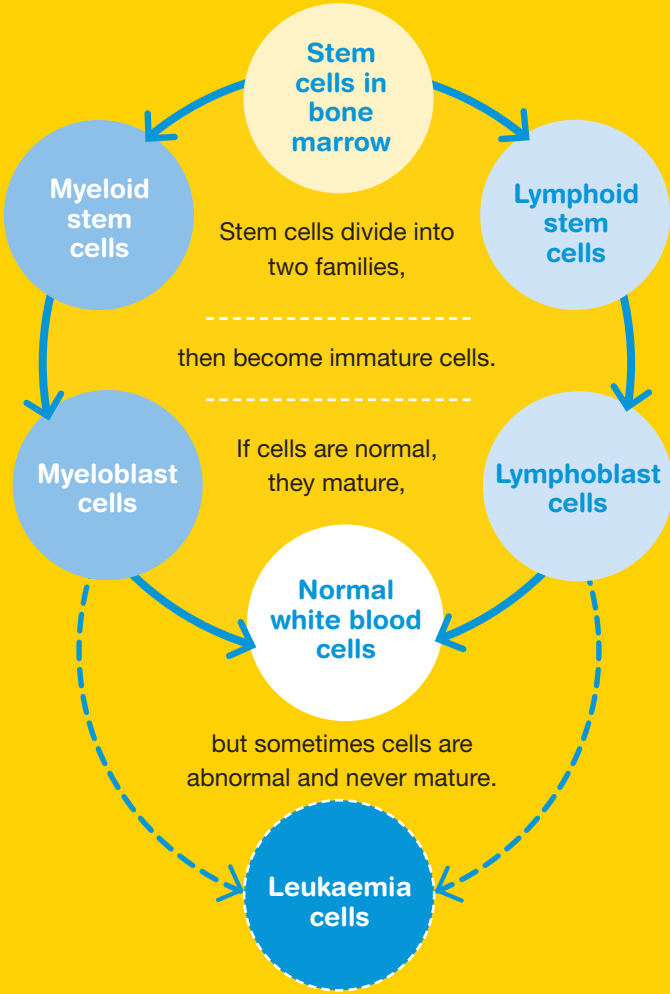 Stem
cells in
bone
marrow
Myeloid
stem
cells
Lymphoid
stem
cells
Stem cells divide into
two families,
then become immature cells.
Myeloblast
cells
If cells are normal,
they mature,
Lymphoblast
cells
Normal
white blood
cells
but sometimes cells are
abnormal and never mature.
Leukaemia
cells